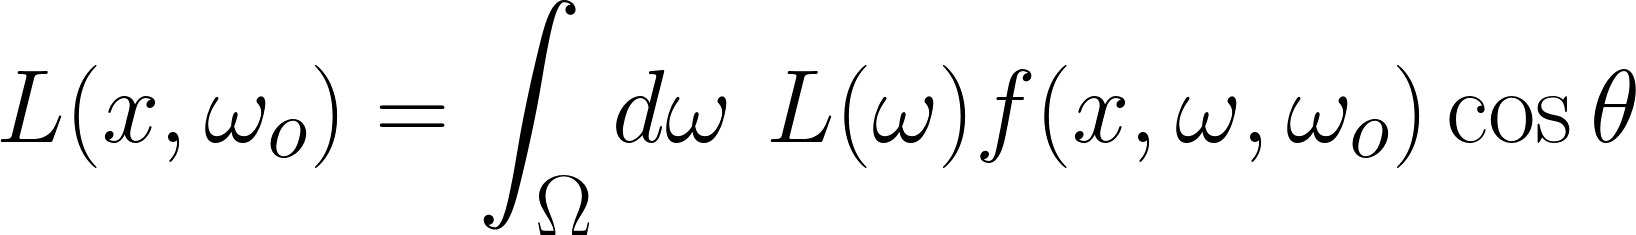 L(x, ω_o) = ∫_Ω dω L(ω)f(x, ω, ω_o) cos θ